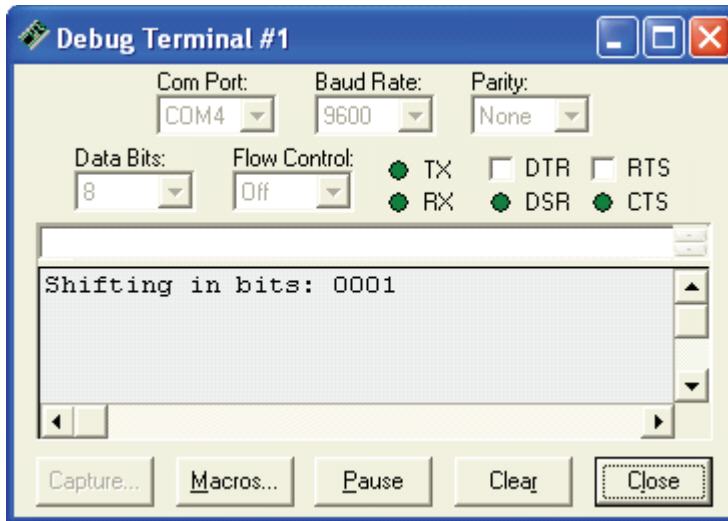 Debug Terminal #1
Com Port: Baud Rate: Parity:
COM4 9600 None
Data Bits: Flow Control: TX DTR RTS
8 Off RX DSR CTS
Shifting in bits: 0001
Capture... Macros... Pause Clear Close